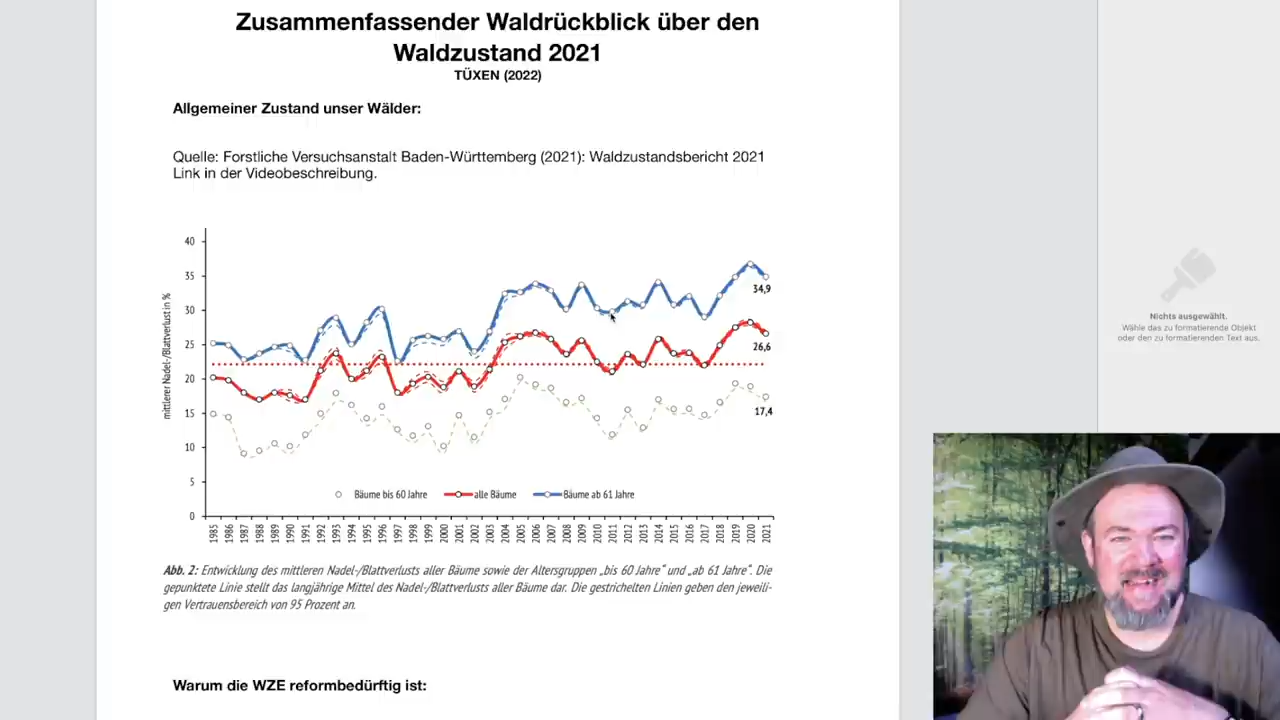 Zusammenfassender Waldrückblick über den
Waldzustand 2021
TÜXEN (2022)
Allgemeiner Zustand unser Wälder:
Quelle: Forstliche Versuchsanstalt Baden-Württemberg (2021): Waldzustandsbericht 2021
Link in der Videobeschreibung.
mittlerer Nadel-/Blattverlust in %
40
35
30
25
20
15
10
5
0
34,9
26,6
17,4
Bäume bis 60 Jahre alle Bäume Bäume ab 61 Jahre
1985 1986 1987 1988 1989 1990 1991 1992 1993 1994 1995 1996 1997 1998 1999 2000 2001 2002 2003 2004 2005 2006 2007 2008 2009 2010 2011 2012 2013 2014 2015 2016 2017 2018 2019 2020 2021
Abb. 2: Entwicklung des mittleren Nadel-/Blattverlusts aller Bäume sowie der Altersgruppen „bis 60 Jahre“ und „ab 61 Jahre“. Die
gepunktete Linie stellt das langjährige Mittel des Nadel-/Blattverlusts aller Bäume dar. Die gestrichelten Linien geben den jeweili-
gen Vertrauensbereich von 95 Prozent an.
Warum die WZE reformbedürftig ist:
Nichts ausgewählt.
Wähle das zu formatierende Objekt
oder den zu formatierenden Text aus.